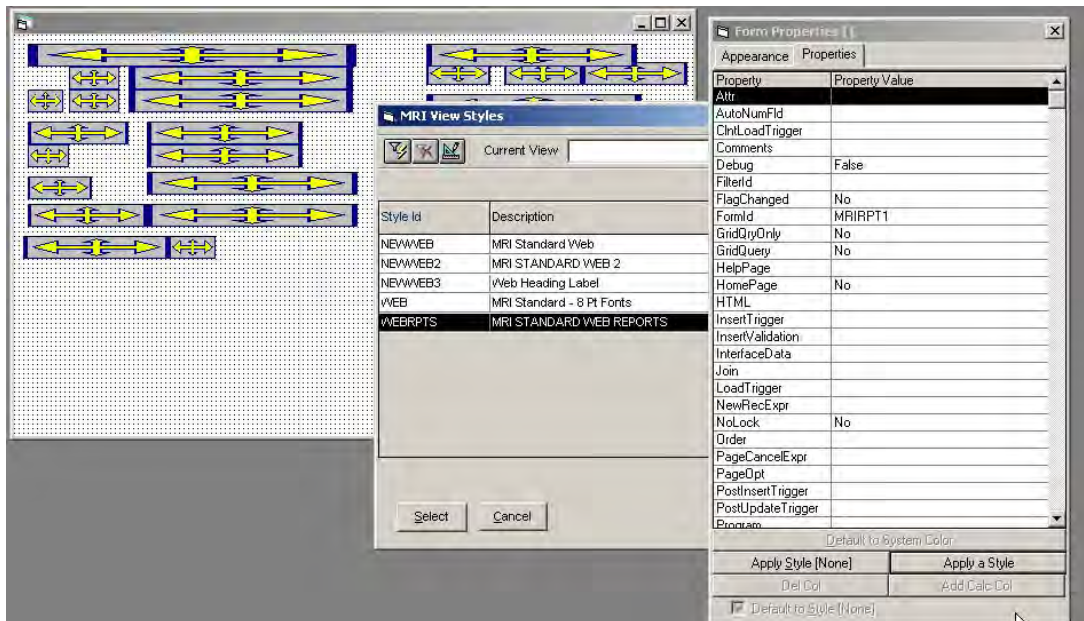 MRI View Styles
Current View
Style Id Description
NEWWEB MRI Standard Web
NEWWEB2 MRI STANDARD WEB 2
NEWWEB3 Web Heading Label
WEB MRI Standard - 8 Pt Fonts
WEBRPTS MRI STANDARD WEB REPORTS
Select Cancel
Form Properties [ (
Appearance Properties
Property Property Value
Attr
AutoNumFld
ClntLoadTrigger
Comments
Debug False
FilterId
FlagChanged No
FormId MRIRPT1
GridQryOnly No
GridQuery No
HelpPage
HomePage No
HTML
InsertTrigger
InsertValidation
InterfaceData
Join
LoadTrigger
NewRecExpr
NoLock No
Order
PageCancelExpr
PageOpt
PostInsertTrigger
PostUpdateTrigger
Program
Default to System Color
Apply Style [None] Apply a Style
Del Col Add Calc Col
Default to Style [None]